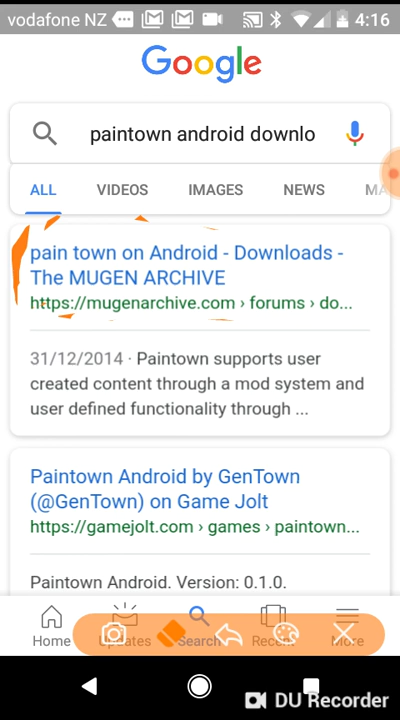 vodafone NZ 4:16
Google
paintown android downlo
ALL VIDEOS IMAGES NEWS MA
pain town on Android - Downloads -
The MUGEN ARCHIVE
https://mugenarchive.com › forums › do...
31/12/2014 · Paintown supports user
created content through a mod system and
user defined functionality through ...
Paintown Android by GenTown
(@GenTown) on Game Jolt
https://gamejolt.com › games › paintown...
Paintown Android. Version: 0.1.0.
Home Updates Search Recent More
DU Recorder